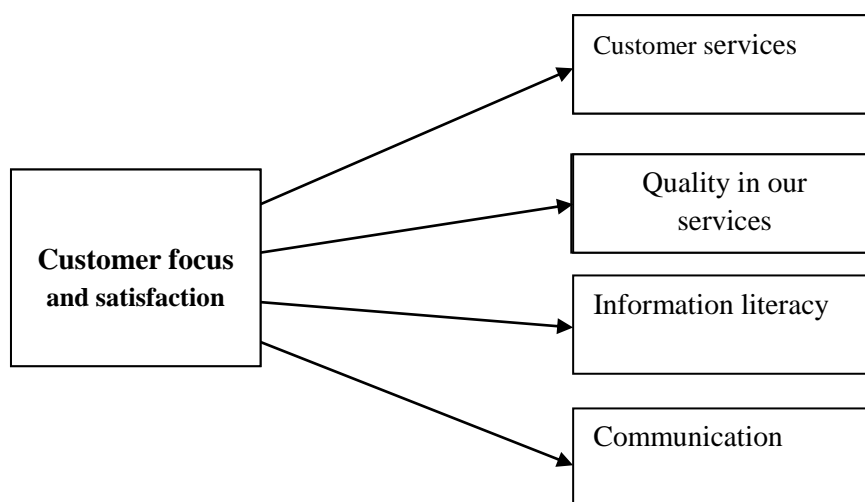 Customer services
Quality in our
services
Customer focus
and satisfaction
Information literacy
Communication